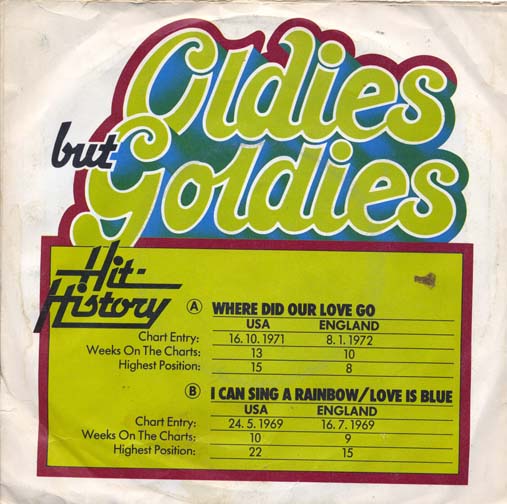 Oldies
but Goldies
Hit-
History
A WHERE DID OUR LOVE GO
USA ENGLAND
Chart Entry: 16.10.1971 8.1.1972
Weeks On The Charts: 13 10
Highest Position: 15 8
B I CAN SING A RAINBOW/LOVE IS BLUE
USA ENGLAND
Chart Entry: 24.5.1969 16.7.1969
Weeks On The Charts: 10 9
Highest Position: 22 15